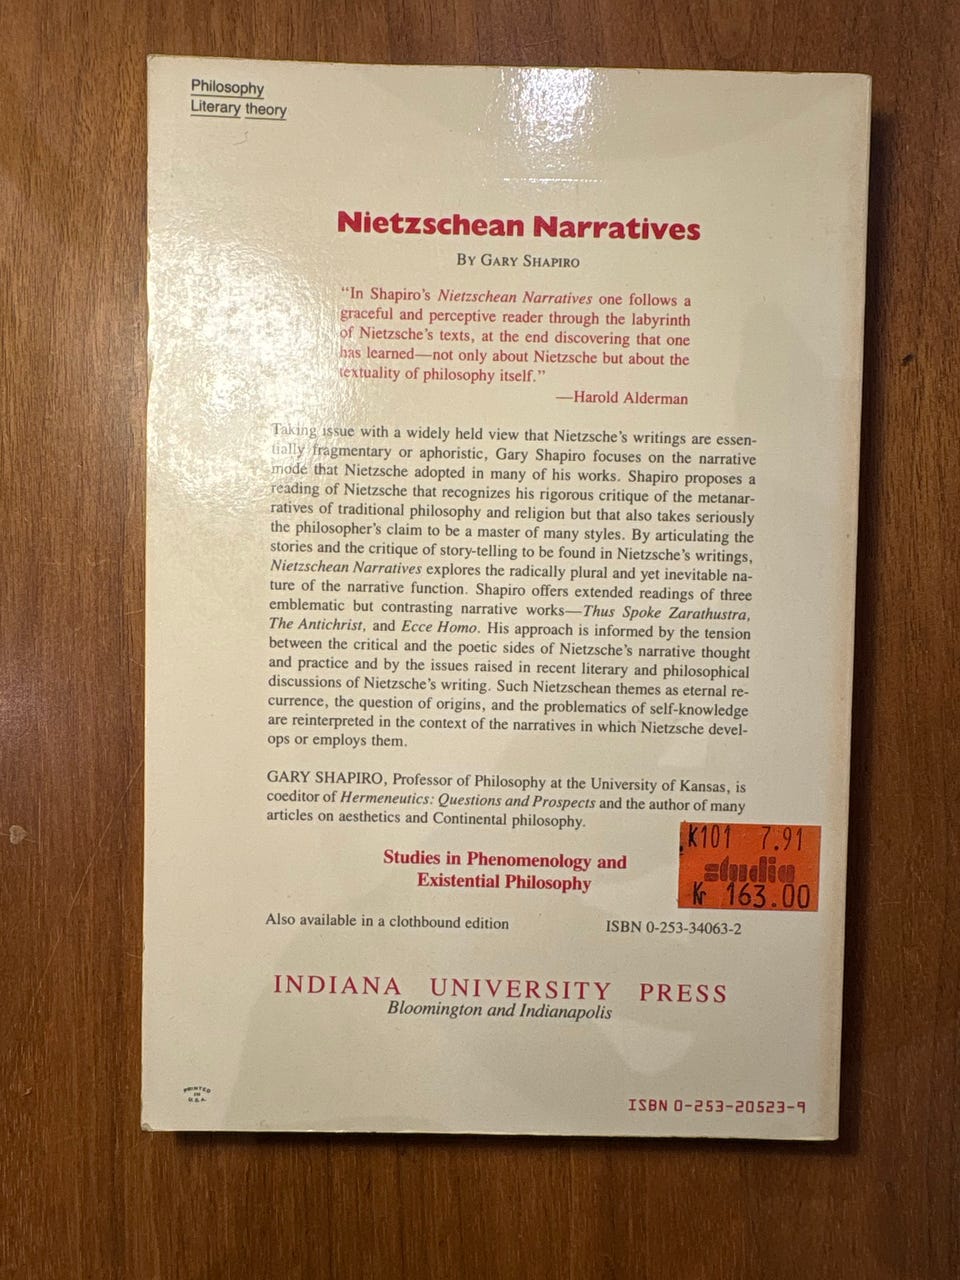 Philosophy
Literary theory
Nietzschean Narratives
BY GARY SHAPIRO
“In Shapiro’s Nietzschean Narratives one follows a
graceful and perceptive reader through the labyrinth
of Nietzsche’s texts, at the end discovering that one
has learned—not only about Nietzsche but about the
textuality of philosophy itself.”
—Harold Alderman
Taking issue with a widely held view that Nietzsche’s writings are essen-
tially fragmentary or aphoristic, Gary Shapiro focuses on the narrative
mode that Nietzsche adopted in many of his works. Shapiro proposes a
reading of Nietzsche that recognizes his rigorous critique of the metanar-
ratives of traditional philosophy and religion but that also takes seriously
the philosopher’s claim to be a master of many styles. By articulating the
stories and the critique of story-telling to be found in Nietzsche’s writings,
Nietzschean Narratives explores the radically plural and yet inevitable na-
ture of the narrative function. Shapiro offers extended readings of three
emblematic but contrasting narrative works—Thus Spoke Zarathustra,
The Antichrist, and Ecce Homo. His approach is informed by the tension
between the critical and the poetic sides of Nietzsche’s narrative thought
and practice and by the issues raised in recent literary and philosophical
discussions of Nietzsche’s writing. Such Nietzschean themes as eternal re-
currence, the question of origins, and the problematics of self-knowledge
are reinterpreted in the context of the narratives in which Nietzsche devel-
ops or employs them.
GARY SHAPIRO, Professor of Philosophy at the University of Kansas, is
coeditor of Hermeneutics: Questions and Prospects and the author of many
articles on aesthetics and Continental philosophy.
K101 7.91
studia
Kr 163.00
Studies in Phenomenology and
Existential Philosophy
Also available in a clothbound edition ISBN 0-253-34063-2
INDIANA UNIVERSITY PRESS
Bloomington and Indianapolis
PRINTED
IN
U.S.A.
ISBN 0-253-20523-9